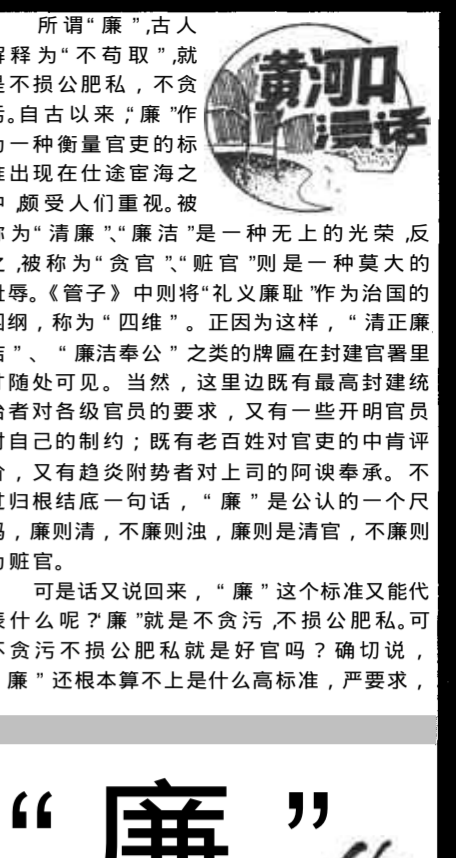 黄河口
漫话
所谓“廉”,古人
解释为“不苟取”,就
是不损公肥私，不贪
污。自古以来,“廉”作
为一种衡量官吏的标
准出现在仕途宦海之
中,颇受人们重视。被
称为“清廉”、“廉洁”是一种无上的光荣,反
之,被称为“贪官”、“赃官”则是一种莫大的
耻辱。《管子》中则将“礼义廉耻”作为治国的
四纲，称为“四维”。正因为这样，“清正廉
洁”、“廉洁奉公”之类的牌匾在封建官署里
才随处可见。当然，这里边既有最高封建统
治者对各级官员的要求，又有一些开明官员
对自己的制约；既有老百姓对官吏的中肯评
价，又有趋炎附势者对上司的阿谀奉承。不
过归根结底一句话，“廉”是公认的一个尺
码，廉则清，不廉则浊，廉则是清官，不廉则
为赃官。
可是话又说回来，“廉”这个标准又能代
表什么呢?“廉”就是不贪污,不损公肥私。可
不贪污不损公肥私就是好官吗？确切说，
“廉”还根本算不上是什么高标准，严要求，
“廉”